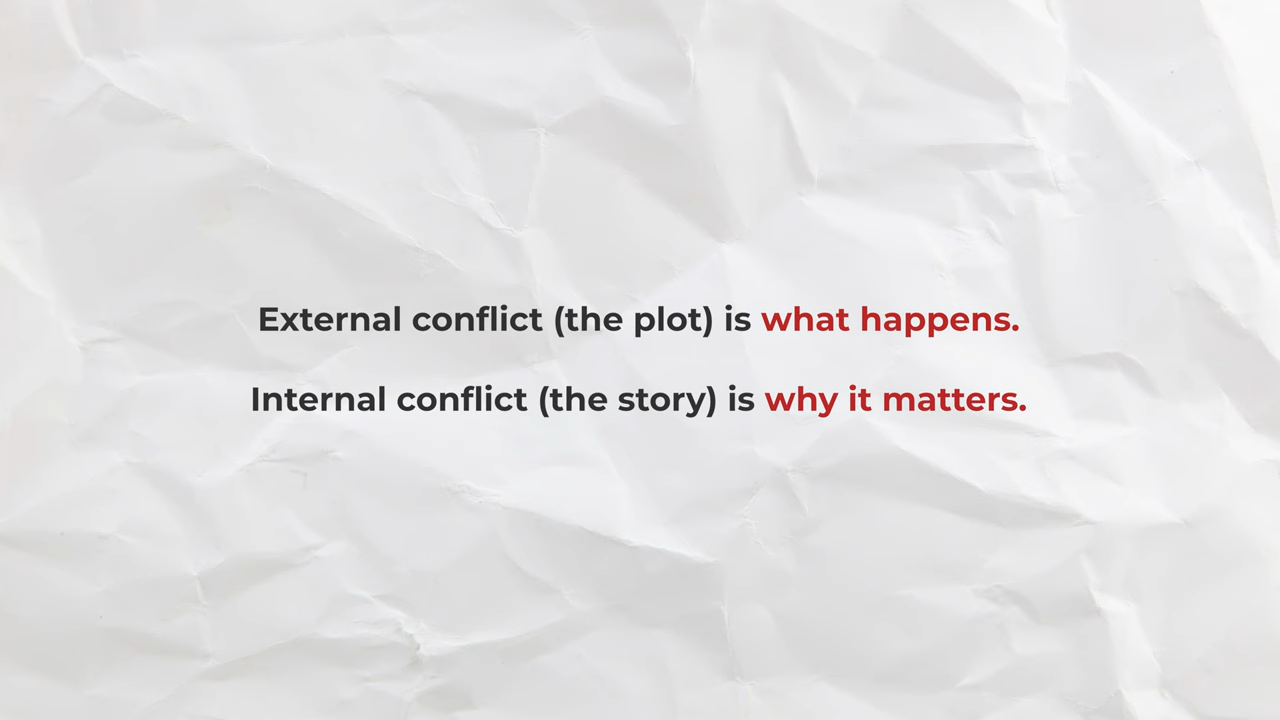 External conflict (the plot) is what happens.
Internal conflict (the story) is why it matters.